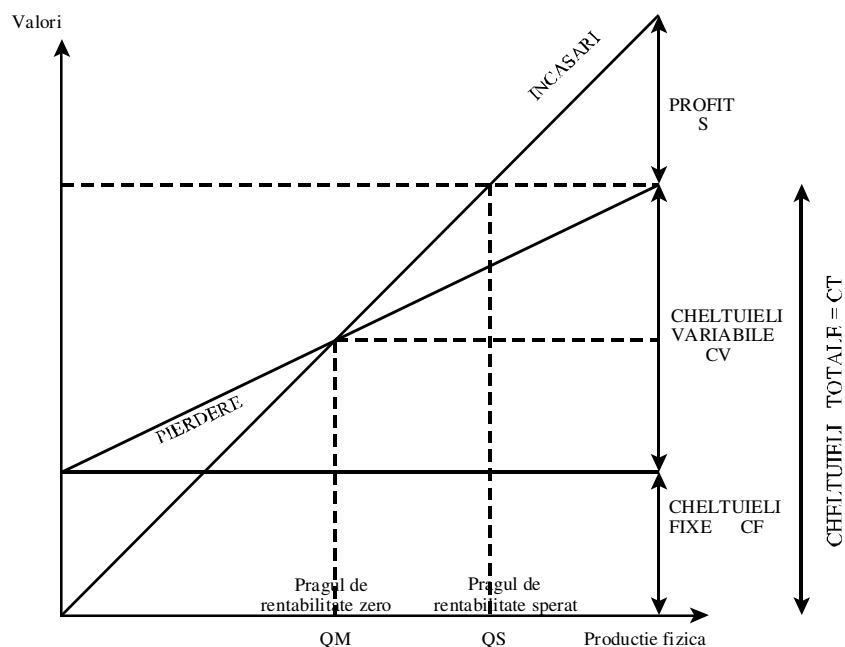 Valori
INCASARI
PROFIT
S
CHELTUIELI
VARIABILE
CV
CHELTUIELI TOTALE = CT
PIERDERE
CHELTUIELI
FIXE CF
Pragul de
rentabilitate zero
Pragul de
rentabilitate sperat
QM
QS
Productie fizica